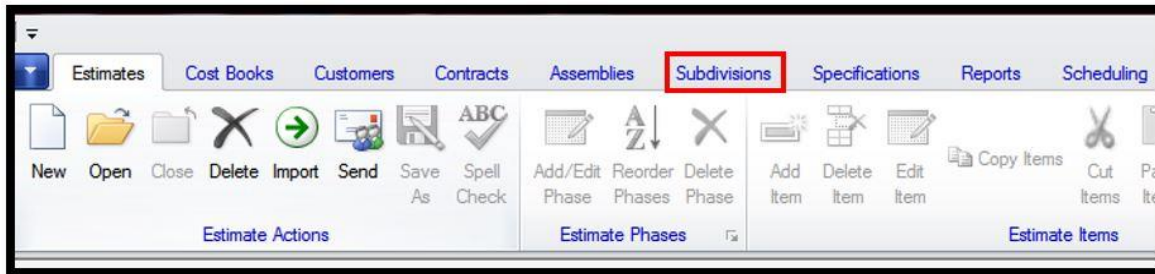 Estimates Cost Books Customers Contracts Assemblies Subdivisions Specifications Reports Scheduling
New Open Close Delete Import Send Save As Spell Check Add/Edit Phase Reorder Phases Delete Phase Add Item Delete Item Edit Item Copy Items Cut Items
Estimate Actions Estimate Phases Estimate Items